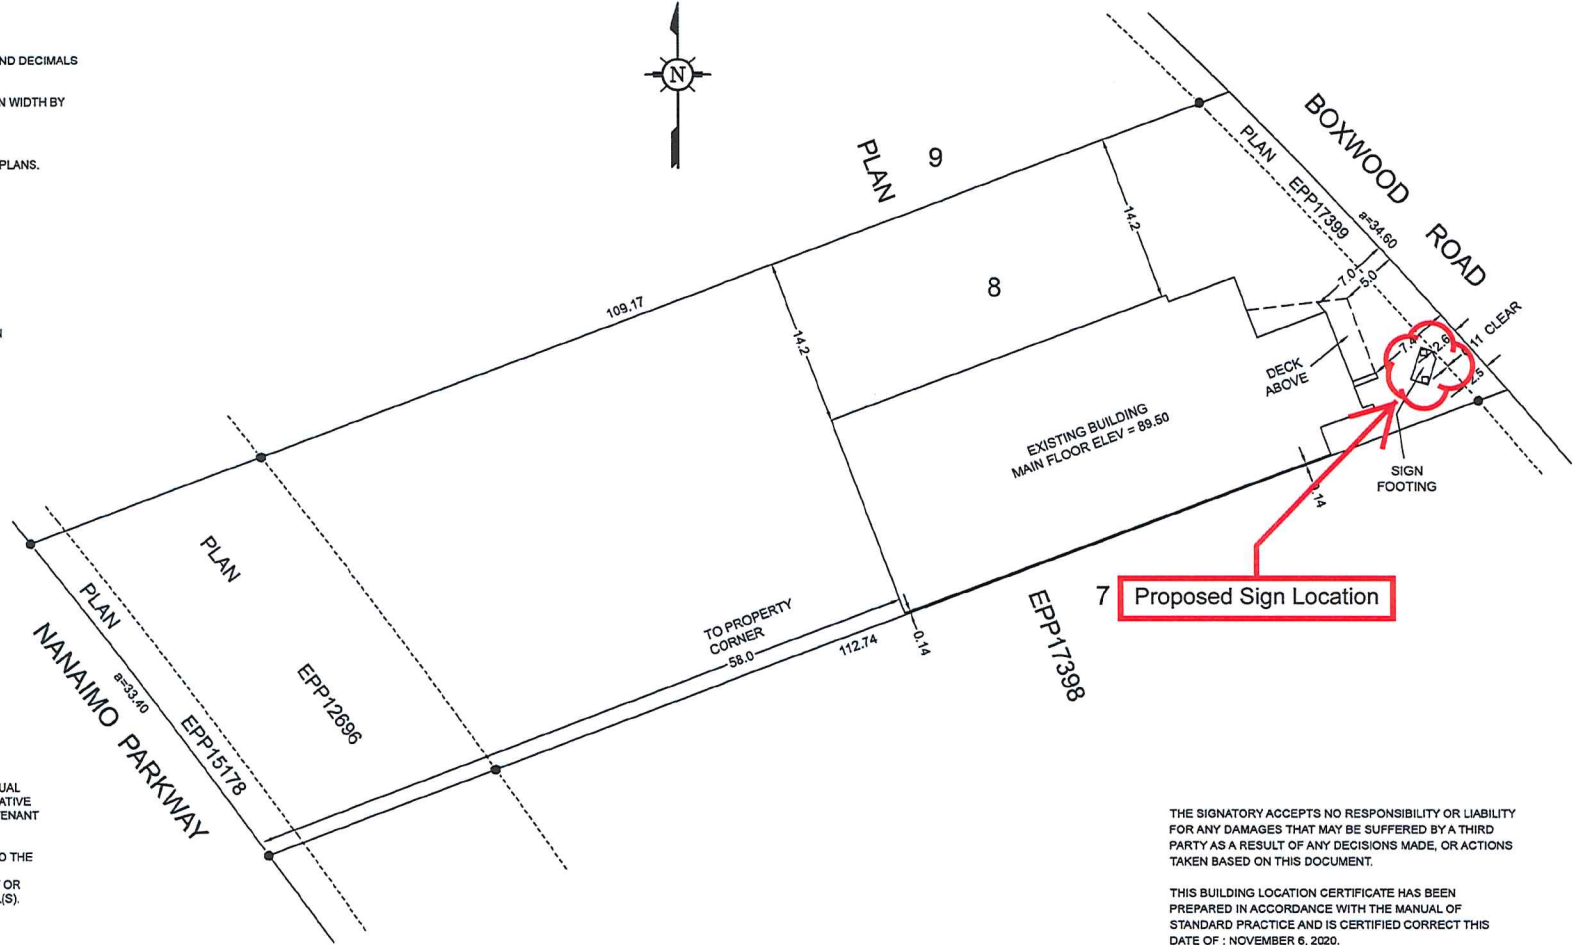 ND DECIMALS
N WIDTH BY
PLANS.
N
PLAN
9
BOXWOOD
ROAD
PLAN
EPP17399
a=34.60
109.17
14.2
8
14.2
7.0
5.0
CLEAR
7.4
2.6
.11
2.5
DECK
ABOVE
EXISTING BUILDING
MAIN FLOOR ELEV = 89.50
SIGN
FOOTING
0.14
7
Proposed Sign Location
EPP17398
PLAN
PLAN
NANAIMO PARKWAY
a=33.40
EPP15178
EPP12696
TO PROPERTY
CORNER
58.0
112.74
0.14
UAL
ATIVE
ENANT
O THE
OR
(S).
THE SIGNATORY ACCEPTS NO RESPONSIBILITY OR LIABILITY
FOR ANY DAMAGES THAT MAY BE SUFFERED BY A THIRD
PARTY AS A RESULT OF ANY DECISIONS MADE, OR ACTIONS
TAKEN BASED ON THIS DOCUMENT.
THIS BUILDING LOCATION CERTIFICATE HAS BEEN
PREPARED IN ACCORDANCE WITH THE MANUAL OF
STANDARD PRACTICE AND IS CERTIFIED CORRECT THIS
DATE OF : NOVEMBER 6, 2020.